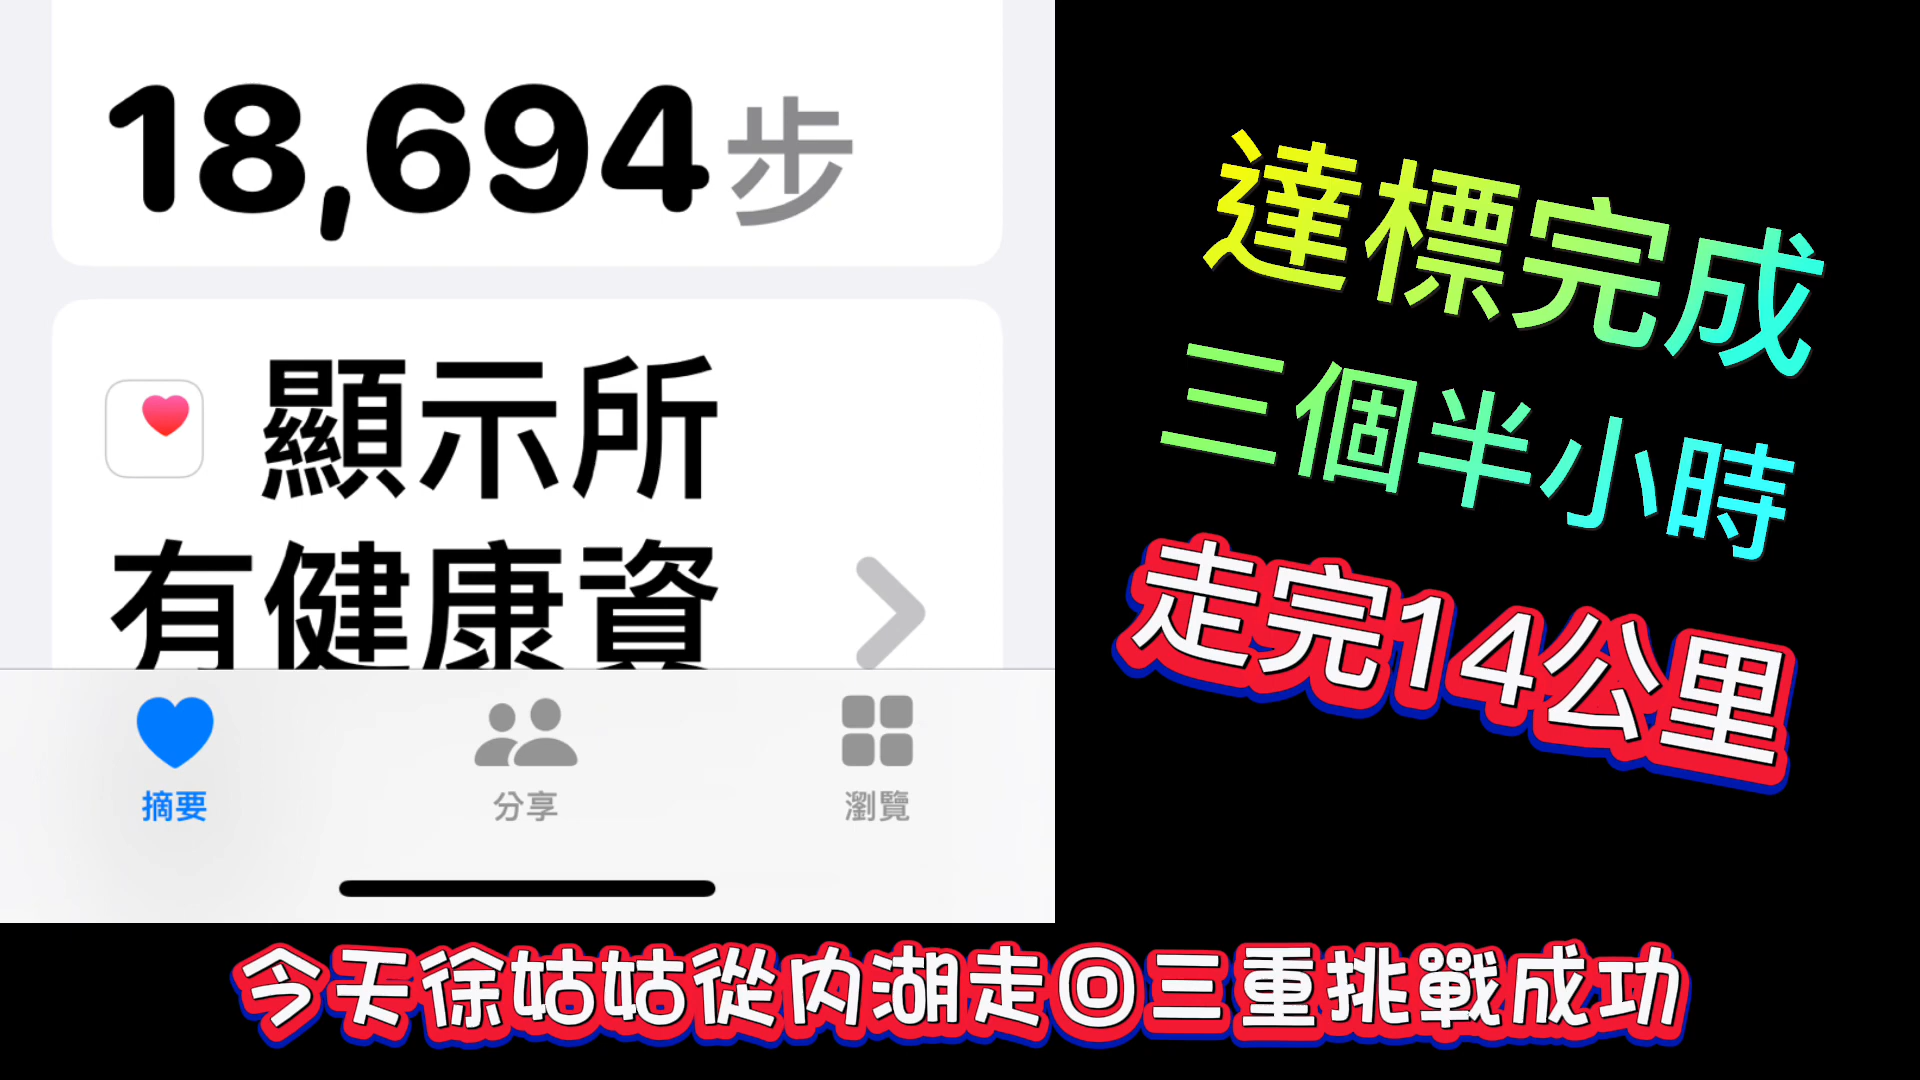 18,694步
顯示所
有健康資
摘要
分享
瀏覽
達標完成
三個半小時
走完14公里
今天徐姑姑從内湖走回三重挑戰成功